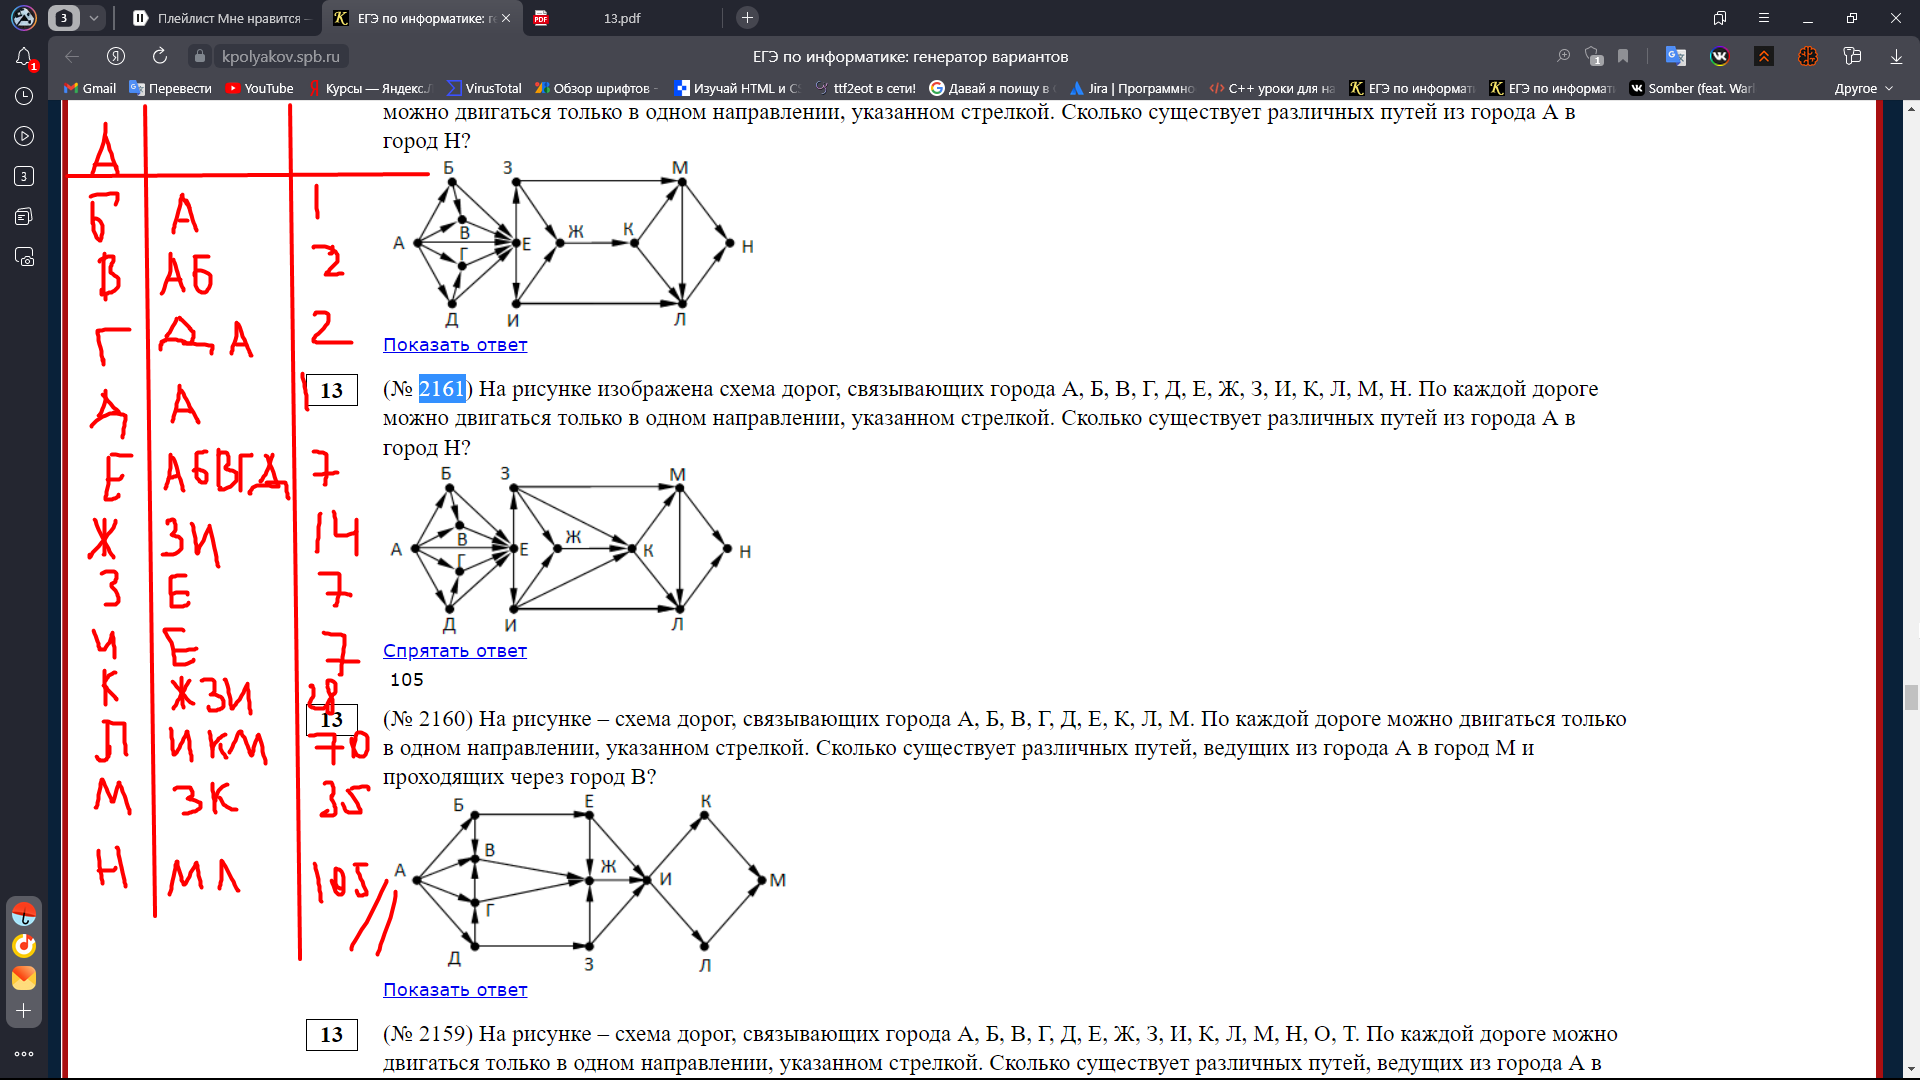 3
Плейлист Мне нравится —
ЕГЭ по информатике: г
13.pdf
kpolyakov.spb.ru
ЕГЭ по информатике: генератор вариантов
1
1
Gmail
Перевести
YouTube
Курсы — Яндекс.
VirusTotal
Обзор шрифтов -
Изучай HTML и C
ttf2eot в сети!
Давай я поищу в
Jira | Программно
C++ уроки для на
ЕГЭ по информат
ЕГЭ по информат
Somber (feat. Warl
Другое
3
можно двигаться только в одном направлении, указанном стрелкой. Сколько существует различных путей из города А в
город Н?
Б З М
А В Е Ж К Н
Г
Д И Л
Показать ответ
13
(№ 2161) На рисунке изображена схема дорог, связывающих города А, Б, В, Г, Д, Е, Ж, З, И, К, Л, М, Н. По каждой дороге
можно двигаться только в одном направлении, указанном стрелкой. Сколько существует различных путей из города А в
город Н?
Б З М
А В Е Ж К Н
Г
Д И Л
Спрятать ответ
105
13
(№ 2160) На рисунке – схема дорог, связывающих города А, Б, В, Г, Д, Е, К, Л, М. По каждой дороге можно двигаться только
в одном направлении, указанном стрелкой. Сколько существует различных путей, ведущих из города А в город М и
проходящих через город В?
Б Е К
В
А Ж И М
Г
Д З Л
Показать ответ
13
(№ 2159) На рисунке – схема дорог, связывающих города А, Б, В, Г, Д, Е, Ж, З, И, К, Л, М, Н, О, Т. По каждой дороге можно
двигаться только в одном направлении, указанном стрелкой. Сколько существует различных путей, ведущих из города А в
А
Б А 1
В АБ 2
Г ДА 2
Д А 1
Е АБВГД 7
Ж ЗИ 14
З Е 7
И Е 7
К ЖЗИ 28
Л ИКМ 70
М ЗК 35
Н МЛ 105